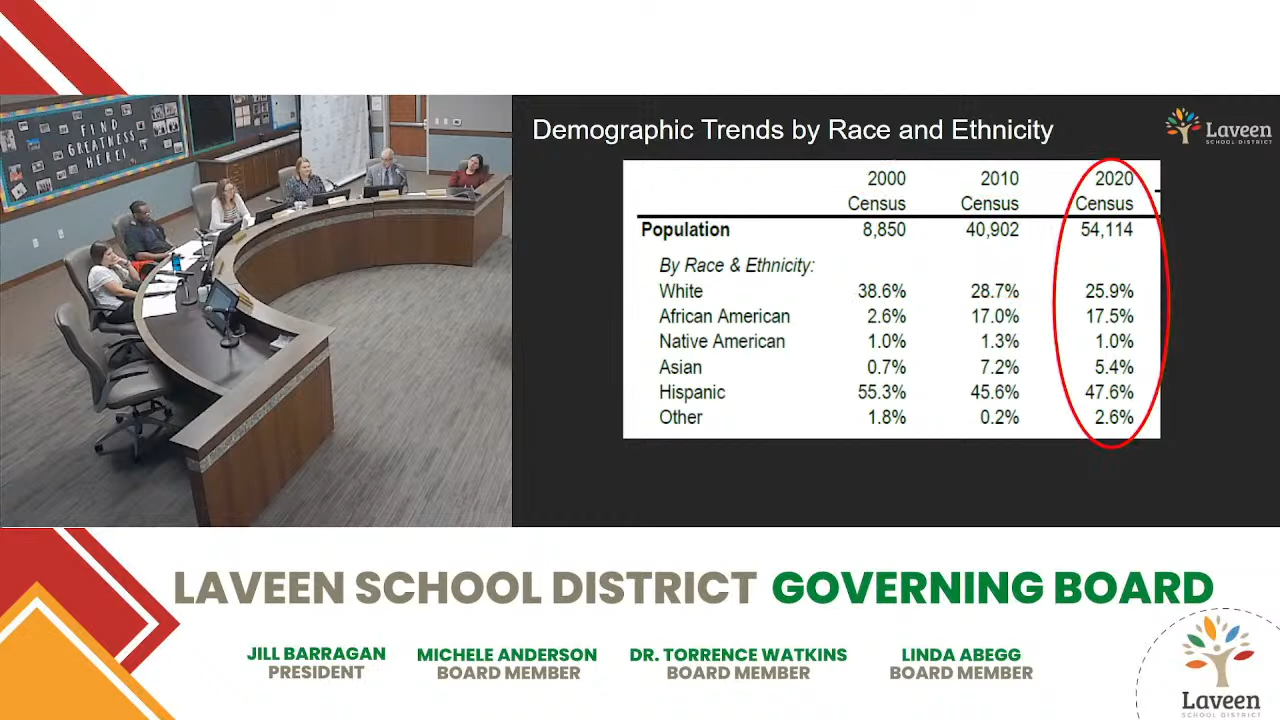 FIND
GREATNESS
HERE!
Demographic Trends by Race and Ethnicity
Laveen
SCHOOL DISTRICT
2000 2010 2020
Census Census Census
Population 8,850 40,902 54,114
By Race & Ethnicity:
White 38.6% 28.7% 25.9%
African American 2.6% 17.0% 17.5%
Native American 1.0% 1.3% 1.0%
Asian 0.7% 7.2% 5.4%
Hispanic 55.3% 45.6% 47.6%
Other 1.8% 0.2% 2.6%
LAVEEN SCHOOL DISTRICT GOVERNING BOARD
JILL BARRAGAN MICHELE ANDERSON DR. TORRENCE WATKINS LINDA ABEGG
PRESIDENT BOARD MEMBER BOARD MEMBER BOARD MEMBER
Laveen
SCHOOL DISTRICT